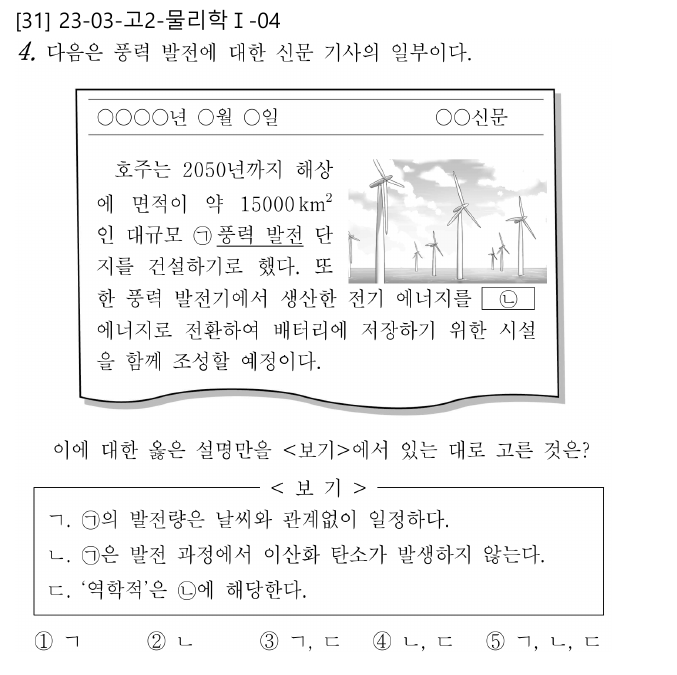 [31] 23-03-고2-물리학Ⅰ-04
4. 다음은 풍력 발전에 대한 신문 기사의 일부이다.
○○○○년 ○월 ○일 ○○신문
호주는 2050년까지 해상
에 면적이 약 15000km²
인 대규모 ㉠풍력 발전 단
지를 건설하기로 했다. 또
한 풍력 발전기에서 생산한 전기 에너지를 ㉡
에너지로 전환하여 배터리에 저장하기 위한 시설
을 함께 조성할 예정이다.
이에 대한 옳은 설명만을 <보기>에서 있는 대로 고른 것은?
< 보 기 >
ㄱ. ㉠의 발전량은 날씨와 관계없이 일정하다.
ㄴ. ㉠은 발전 과정에서 이산화 탄소가 발생하지 않는다.
ㄷ. ‘역학적’은 ㉡에 해당한다.
① ㄱ ② ㄴ ③ ㄱ, ㄷ ④ ㄴ, ㄷ ⑤ ㄱ, ㄴ, ㄷ